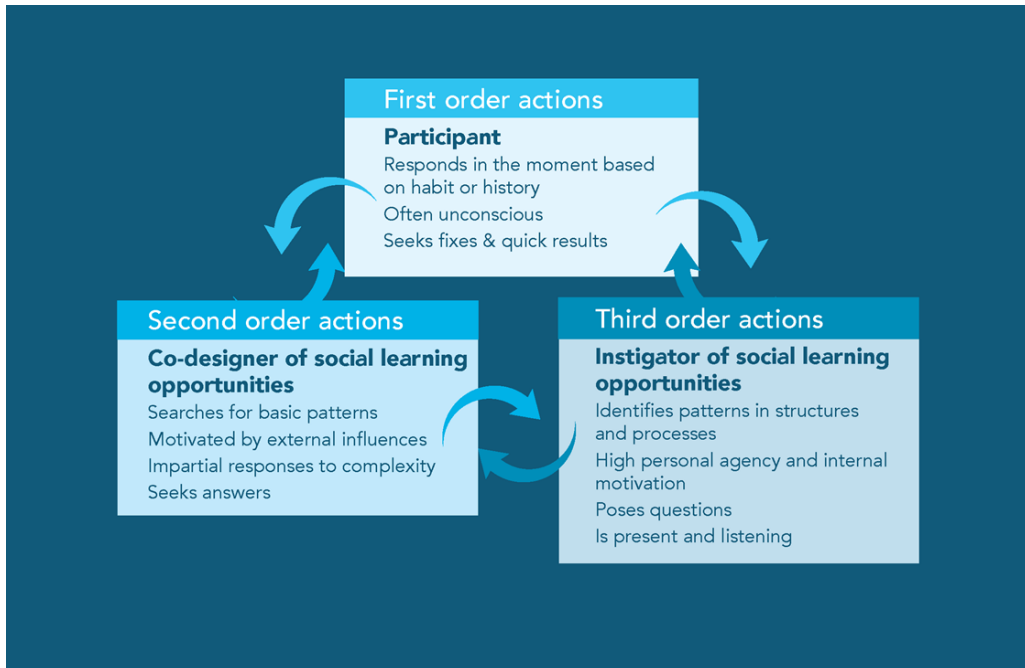 First order actions
Participant
Responds in the moment based
on habit or history
Often unconscious
Seeks fixes & quick results
Second order actions
Co-designer of social learning
opportunities
Searches for basic patterns
Motivated by external influences
Impartial responses to complexity
Seeks answers
Third order actions
Instigator of social learning
opportunities
Identifies patterns in structures
and processes
High personal agency and internal
motivation
Poses questions
Is present and listening